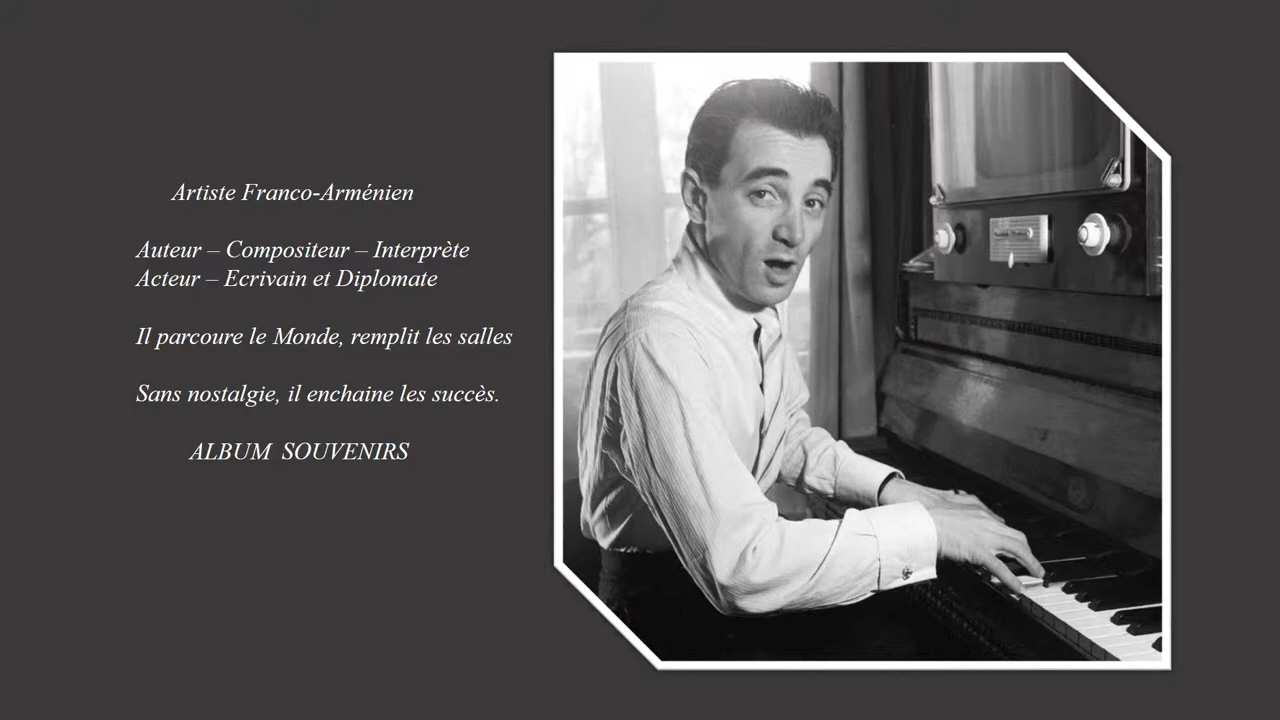 Artiste Franco-Arménien
Auteur – Compositeur – Interprète
Acteur – Ecrivain et Diplomate
Il parcoure le Monde, remplit les salles
Sans nostalgie, il enchaine les succès.
ALBUM SOUVENIRS